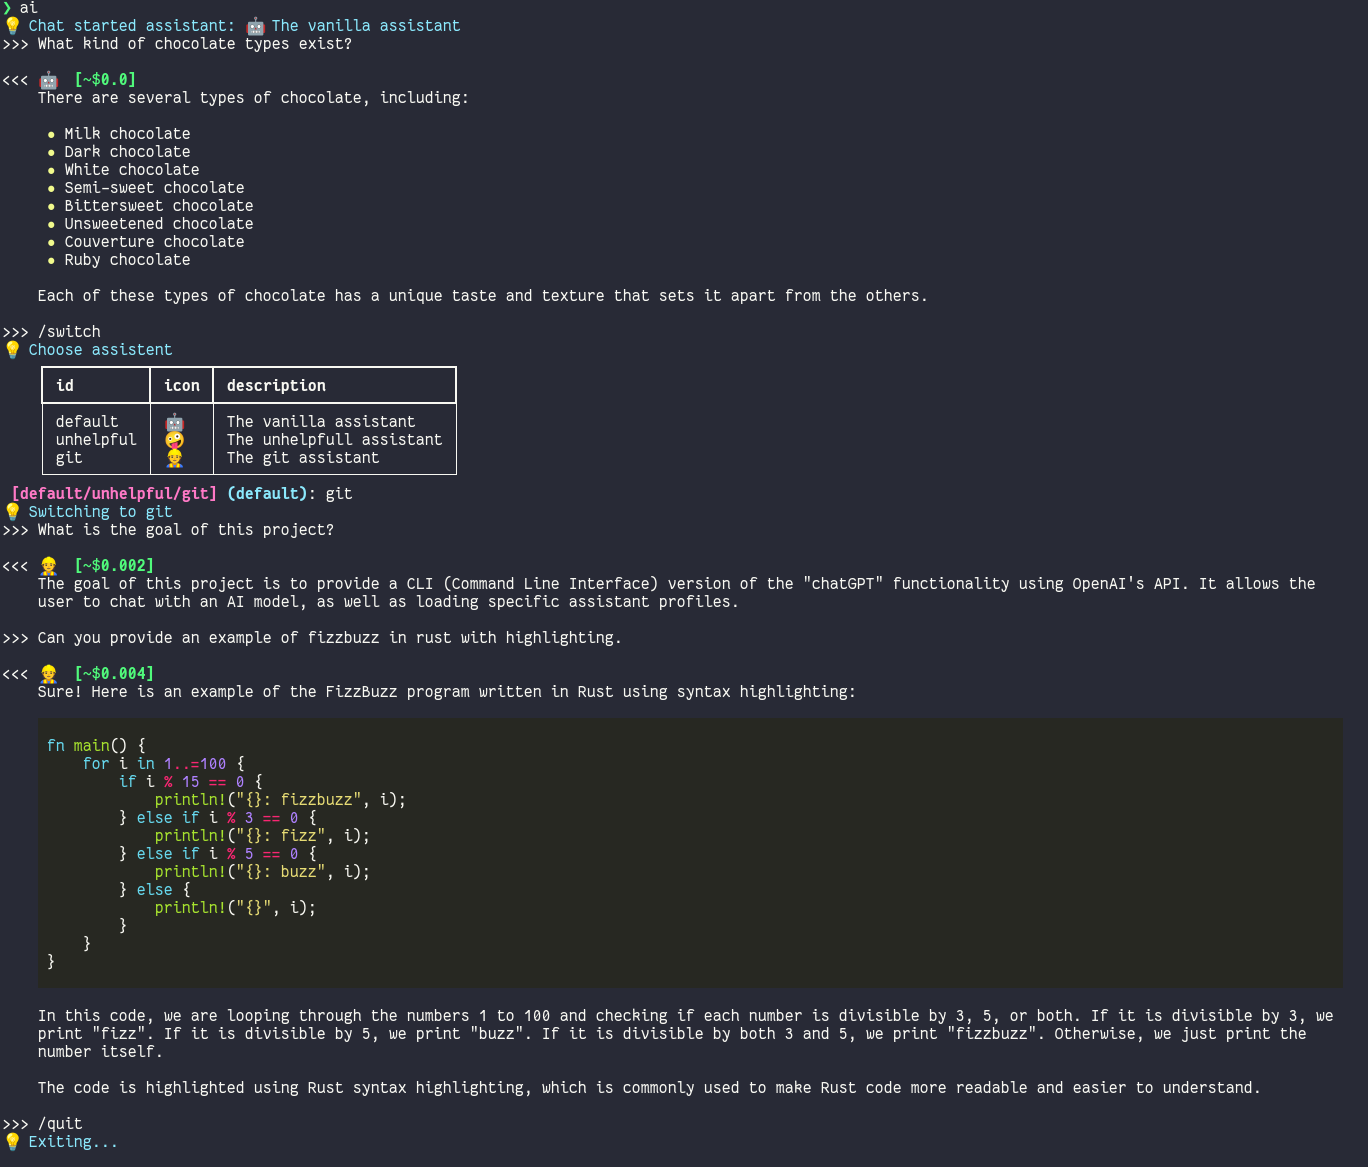 ❯ ai
💡 Chat started assistant: 🤖 The vanilla assistant
>>> What kind of chocolate types exist?
<<< 🤖 [~$0.0]
There are several types of chocolate, including:
• Milk chocolate
• Dark chocolate
• White chocolate
• Semi-sweet chocolate
• Bittersweet chocolate
• Unsweetened chocolate
• Couverture chocolate
• Ruby chocolate
Each of these types of chocolate has a unique taste and texture that sets it apart from the others.
>>> /switch
💡 Choose assistent
id icon description
default 🤖 The vanilla assistant
unhelpful 🤪 The unhelpfull assistant
git 👷 The git assistant
[default/unhelpful/git] (default): git
💡 Switching to git
>>> What is the goal of this project?
<<< 👷 [~$0.002]
The goal of this project is to provide a CLI (Command Line Interface) version of the "chatGPT" functionality using OpenAI's API. It allows the
user to chat with an AI model, as well as loading specific assistant profiles.
>>> Can you provide an example of fizzbuzz in rust with highlighting.
<<< 👷 [~$0.004]
Sure! Here is an example of the FizzBuzz program written in Rust using syntax highlighting:
fn main() {
    for i in 1..=100 {
        if i % 15 == 0 {
            println!("{}: fizzbuzz", i);
        } else if i % 3 == 0 {
            println!("{}: fizz", i);
        } else if i % 5 == 0 {
            println!("{}: buzz", i);
        } else {
            println!("{}", i);
        }
    }
}
In this code, we are looping through the numbers 1 to 100 and checking if each number is divisible by 3, 5, or both. If it is divisible by 3, we
print "fizz". If it is divisible by 5, we print "buzz". If it is divisible by both 3 and 5, we print "fizzbuzz". Otherwise, we just print the
number itself.
The code is highlighted using Rust syntax highlighting, which is commonly used to make Rust code more readable and easier to understand.
>>> /quit
💡 Exiting...